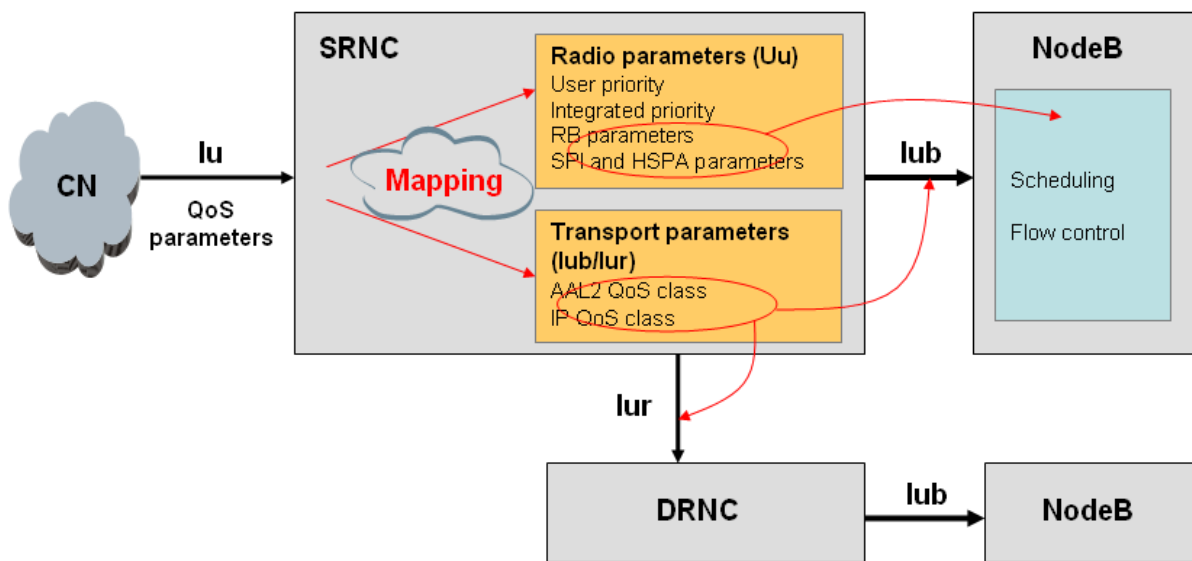 SRNC
Radio parameters (Uu)
User priority
Integrated priority
RB parameters
SPI and HSPA parameters
NodeB
Scheduling
Flow control
CN
Iu
QoS
parameters
Mapping
Iub
Transport parameters
(Iub/Iur)
AAL2 QoS class
IP QoS class
Iur
DRNC
Iub
NodeB